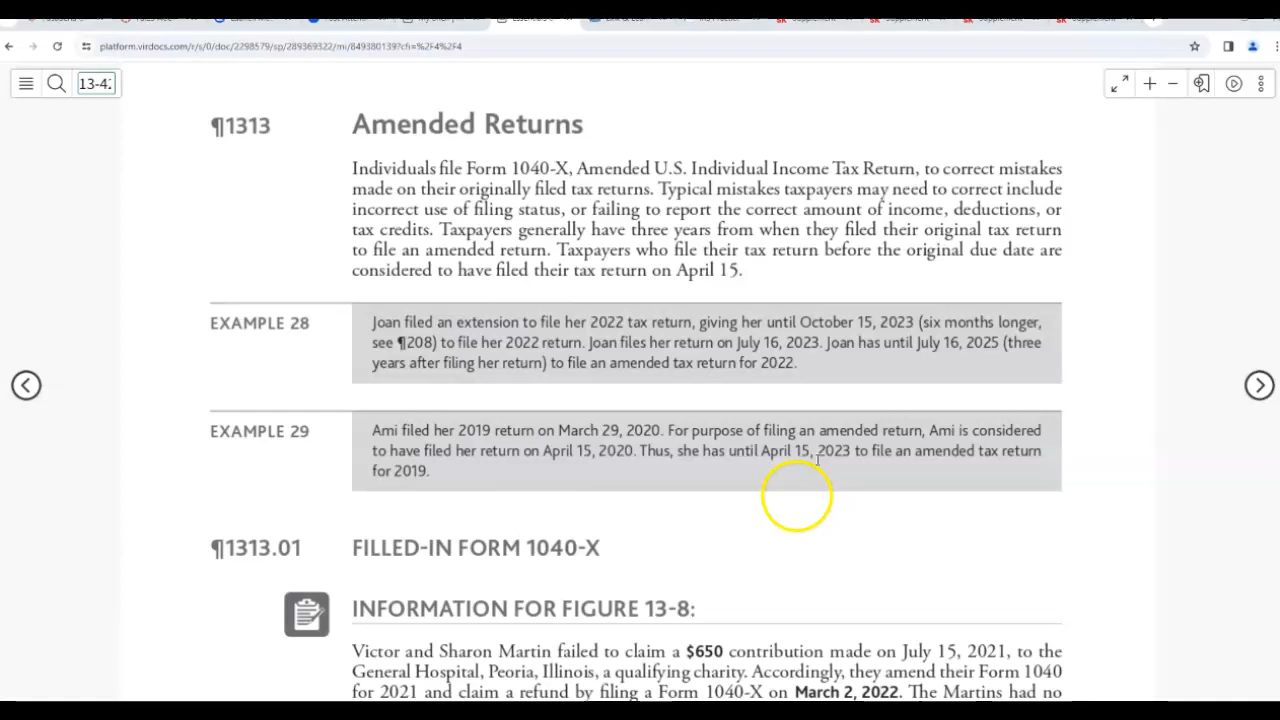 platform.virdocs.com/r/s/0/doc/2298579/sp/289369322/mi/849380139?cfi=%2F4%2F4
13-42
¶1313 Amended Returns
Individuals file Form 1040-X, Amended U.S. Individual Income Tax Return, to correct mistakes
made on their originally filed tax returns. Typical mistakes taxpayers may need to correct include
incorrect use of filing status, or failing to report the correct amount of income, deductions, or
tax credits. Taxpayers generally have three years from when they filed their original tax return
to file an amended return. Taxpayers who file their tax return before the original due date are
considered to have filed their tax return on April 15.
EXAMPLE 28 Joan filed an extension to file her 2022 tax return, giving her until October 15, 2023 (six months longer,
see ¶208) to file her 2022 return. Joan files her return on July 16, 2023. Joan has until July 16, 2025 (three
years after filing her return) to file an amended tax return for 2022.
EXAMPLE 29 Ami filed her 2019 return on March 29, 2020. For purpose of filing an amended return, Ami is considered
to have filed her return on April 15, 2020. Thus, she has until April 15, 2023 to file an amended tax return
for 2019.
¶1313.01 FILLED-IN FORM 1040-X
INFORMATION FOR FIGURE 13-8:
Victor and Sharon Martin failed to claim a $650 contribution made on July 15, 2021, to the
General Hospital, Peoria, Illinois, a qualifying charity. Accordingly, they amend their Form 1040
for 2021 and claim a refund by filing a Form 1040-X on March 2, 2022. The Martins had no